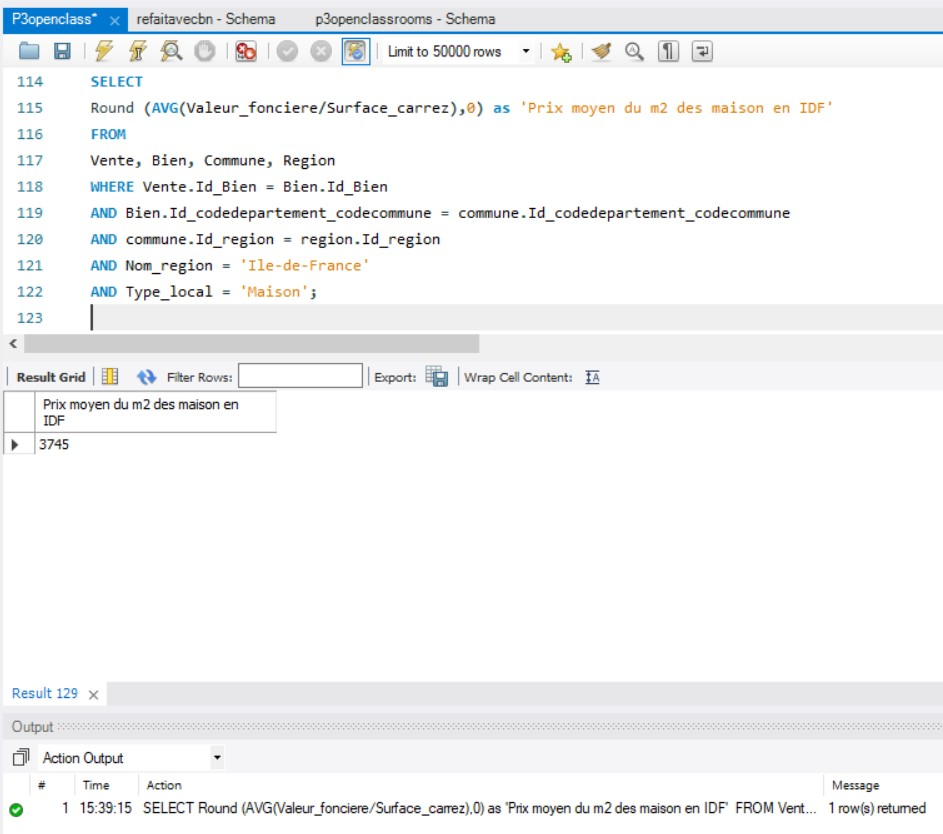 P3openclass* × refaitavecbn - Schema p3openclassrooms - Schema
Limit to 50000 rows
114 SELECT
115 Round (AVG(Valeur_fonciere/Surface_carrez),0) as 'Prix moyen du m2 des maison en IDF'
116 FROM
117 Vente, Bien, Commune, Region
118 WHERE Vente.Id_Bien = Bien.Id_Bien
119 AND Bien.Id_codedepartement_codecommune = commune.Id_codedepartement_codecommune
120 AND commune.Id_region = region.Id_region
121 AND Nom_region = 'Ile-de-France'
122 AND Type_local = 'Maison';
123
Result Grid Filter Rows: Export: Wrap Cell Content: IA
Prix moyen du m2 des maison en
IDF
3745
Result 129 ×
Output
Action Output
# Time Action Message
1 15:39:15 SELECT Round (AVG(Valeur_fonciere/Surface_carrez),0) as 'Prix moyen du m2 des maison en IDF' FROM Vent... 1 row(s) returned